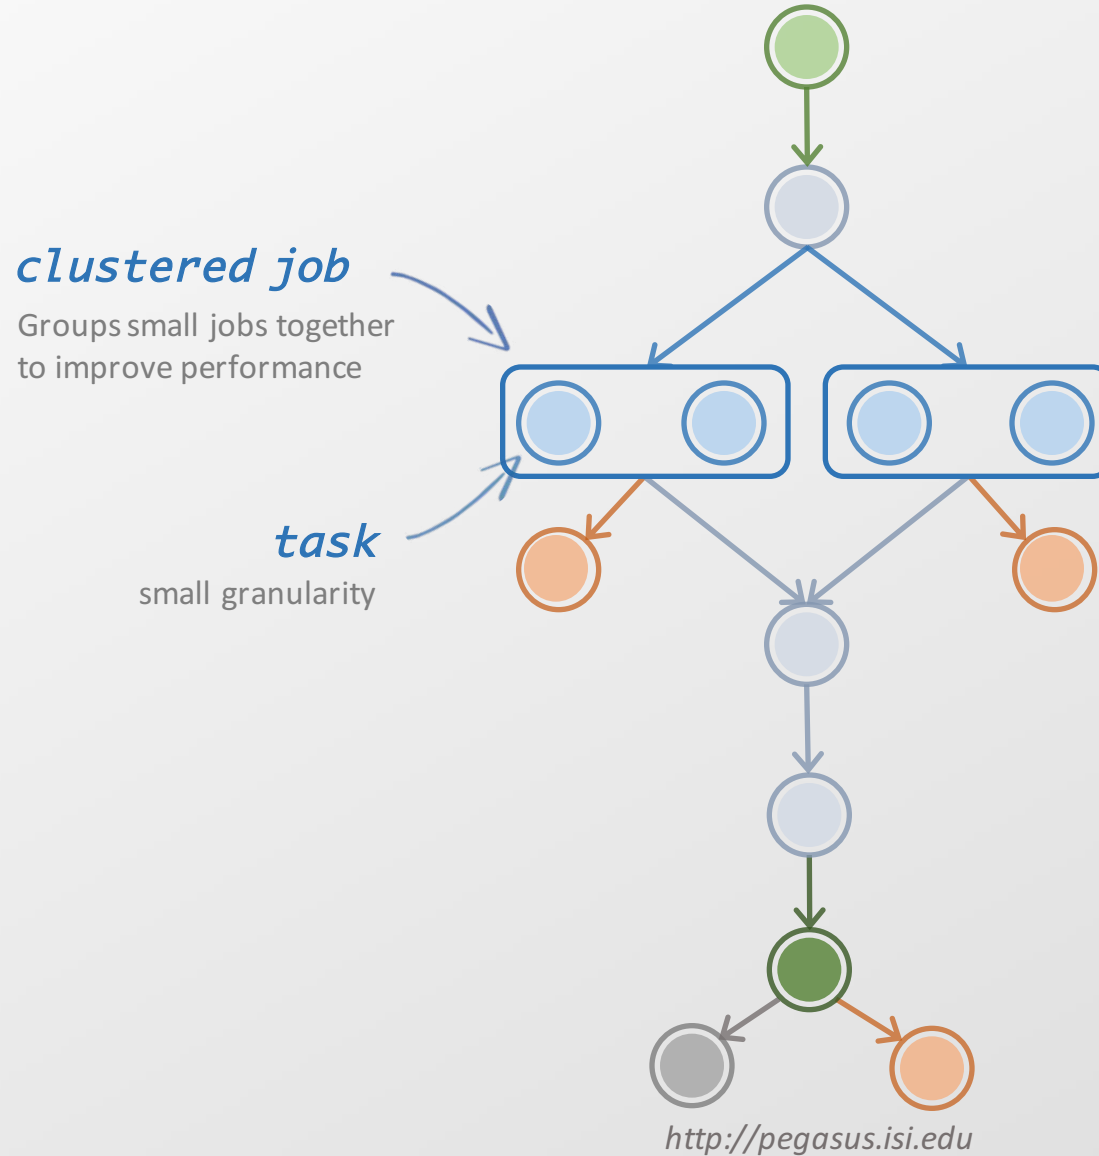 clustered job
Groups small jobs together
to improve performance
task
small granularity
http://pegasus.isi.edu